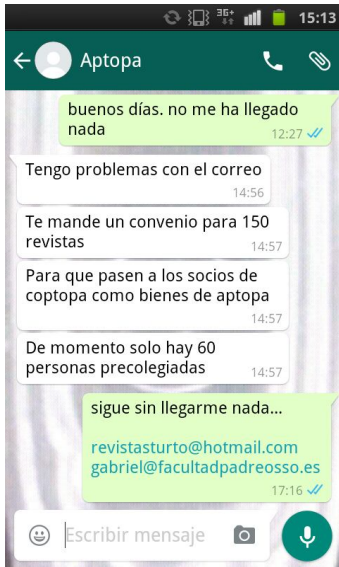 3G+ 15:13
Aptopa
buenos días. no me ha llegado
nada
12:27
Tengo problemas con el correo
14:56
Te mande un convenio para 150
revistas
14:57
Para que pasen a los socios de
coptopa como bienes de aptopa
14:57
De momento solo hay 60
personas precolegiadas
14:57
sigue sin llegarme nada...
revistasturto@hotmail.com
gabriel@facultadpadreosso.es
17:16
Escribir mensaje